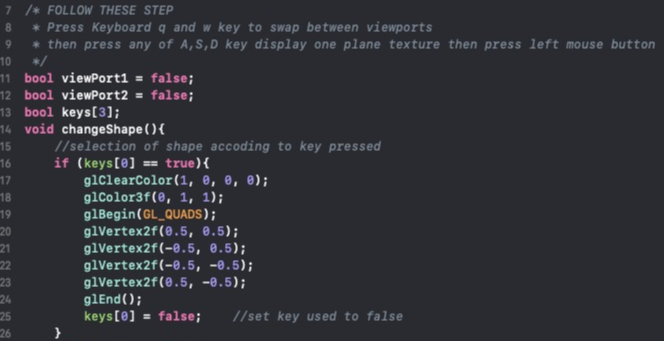 7 /* FOLLOW THESE STEP
8  * Press Keyboard q and w key to swap between viewports
9  * then press any of A,S,D key display one plane texture then press left mouse button
10  */
11 bool viewPort1 = false;
12 bool viewPort2 = false;
13 bool keys[3];
14 void changeShape(){
15     //selection of shape accoding to key pressed
16     if (keys[0] == true){
17         glClearColor(1, 0, 0, 0);
18         glColor3f(0, 1, 1);
19         glBegin(GL_QUADS);
20         glVertex2f(0.5, 0.5);
21         glVertex2f(-0.5, 0.5);
22         glVertex2f(-0.5, -0.5);
23         glVertex2f(0.5, -0.5);
24         glEnd();
25         keys[0] = false;    //set key used to false
26     }